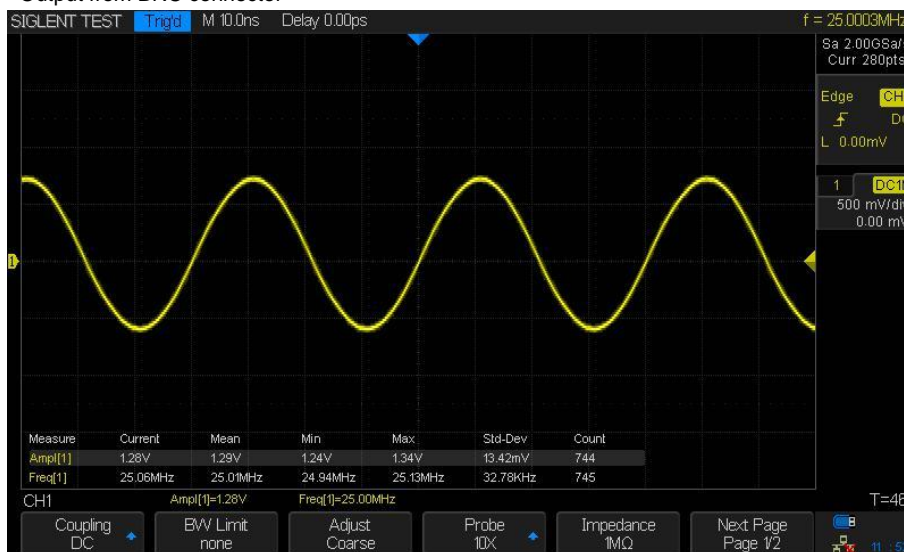 Output from BNC connector
SIGLENT TEST Trig'd M 10.0ns Delay 0.00ps f = 25.0003MHz
Sa 2.00GSa/s
Curr 280pts
Edge CH
DC
L 0.00mV
1 DC1M
500 mV/div
0.00 mV
1
Measure Current Mean Min Max Std-Dev Count
Ampl[1] 1.28V 1.29V 1.24V 1.34V 13.42mV 744
Freq[1] 25.06MHz 25.01MHz 24.94MHz 25.13MHz 32.78KHz 745
CH1 Ampl[1]=1.28V Freq[1]=25.00MHz T=46
Coupling BW Limit Adjust Probe Impedance Next Page
DC none Coarse 10X 1MΩ Page 1/2